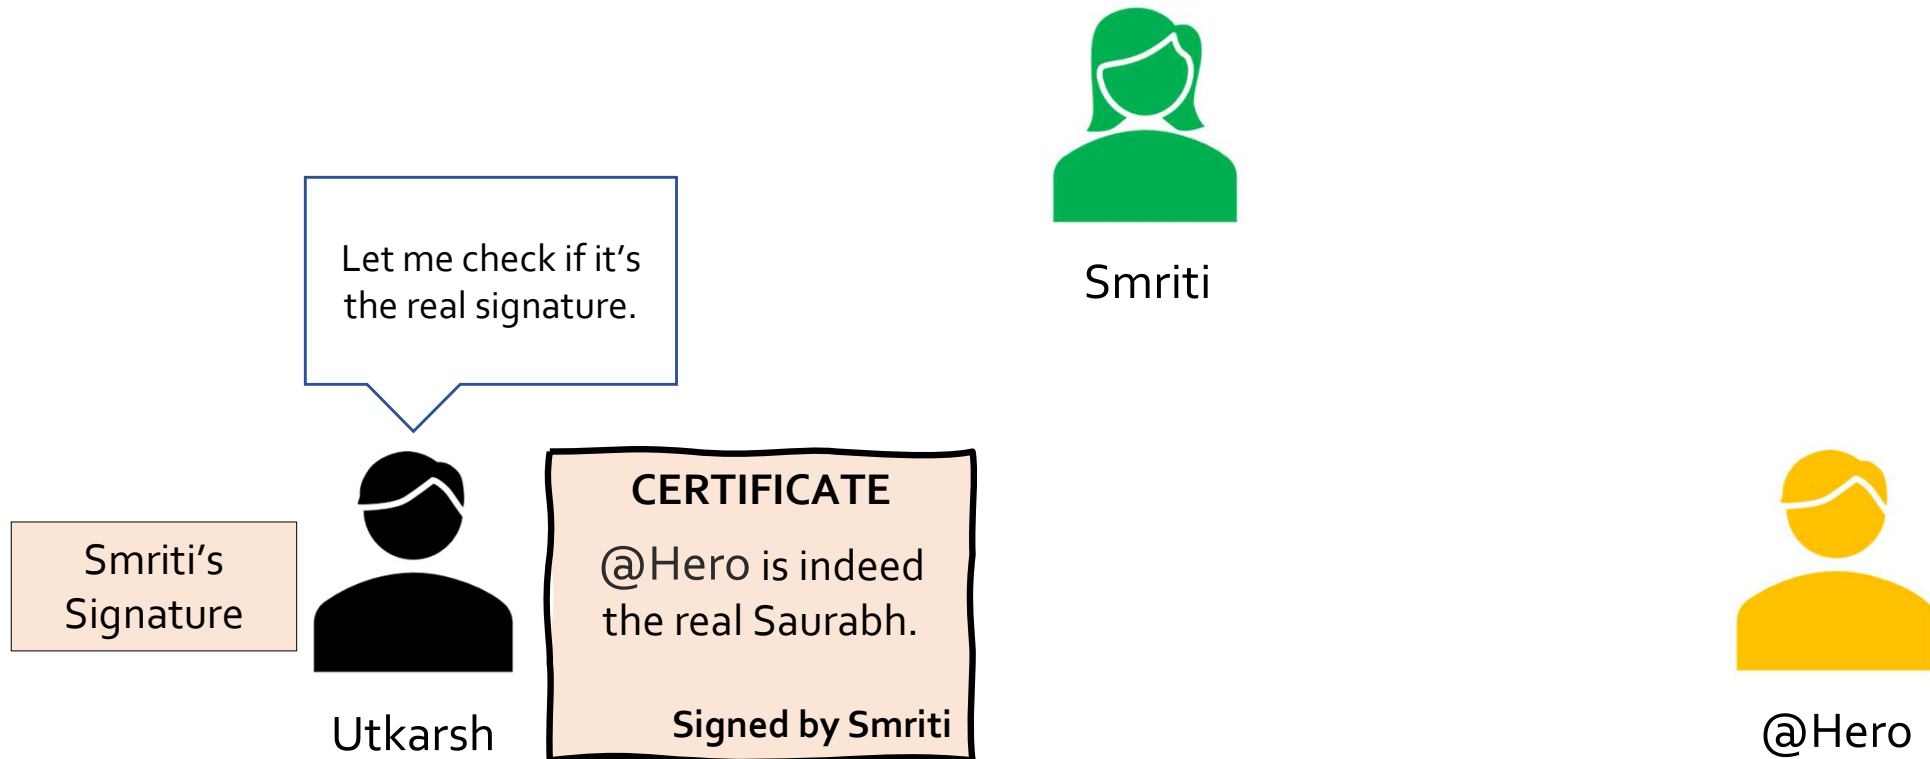 Let me check if it's
the real signature.
Smriti
Smriti's
Signature
CERTIFICATE
@Hero is indeed
the real Saurabh.
Signed by Smriti
Utkarsh
@Hero